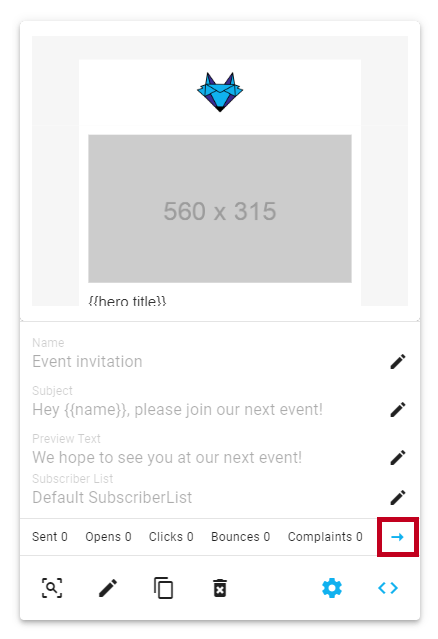 560 x 315
{{hero title}}
Name
Event invitation
Subject
Hey {{name}}, please join our next event!
Preview Text
We hope to see you at our next event!
Subscriber List
Default SubscriberList
Sent 0 Opens 0 Clicks 0 Bounces 0 Complaints 0